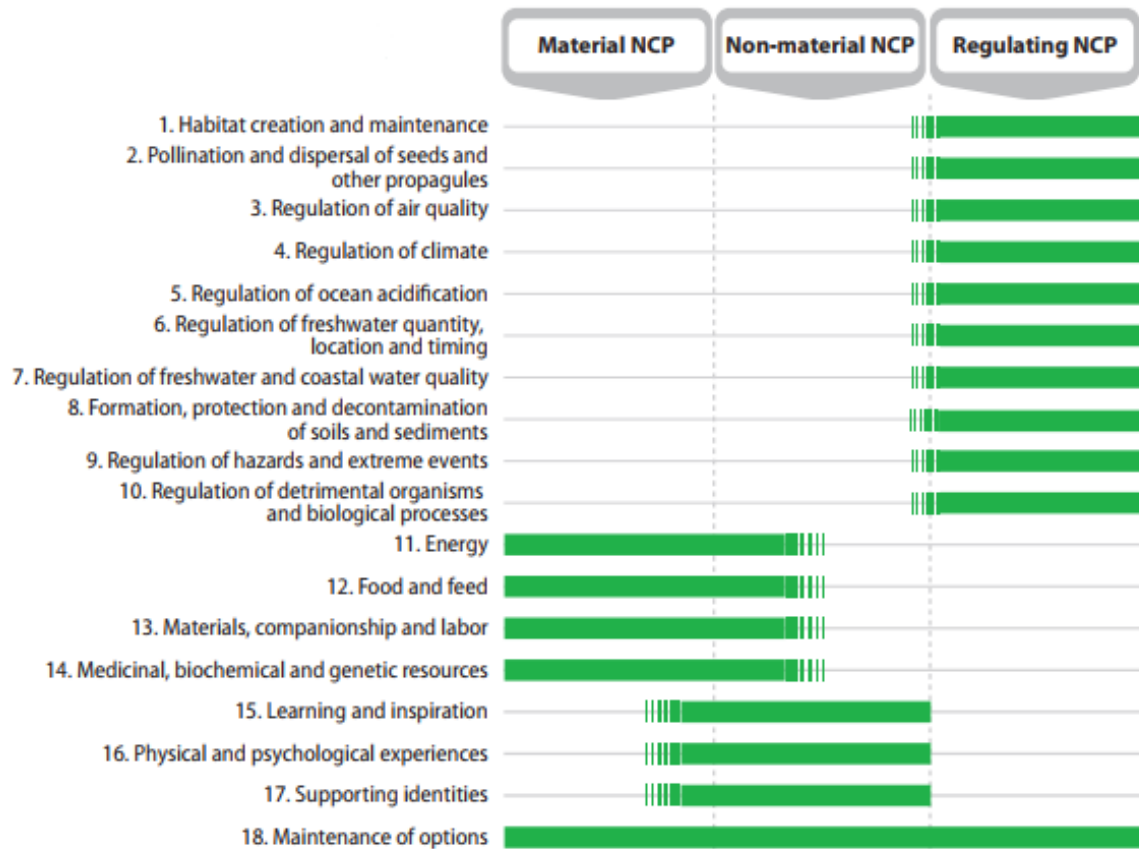 Material NCP
Non-material NCP
Regulating NCP
1. Habitat creation and maintenance
2. Pollination and dispersal of seeds and
other propagules
3. Regulation of air quality
4. Regulation of climate
5. Regulation of ocean acidification
6. Regulation of freshwater quantity,
location and timing
7. Regulation of freshwater and coastal water quality
8. Formation, protection and decontamination
of soils and sediments
9. Regulation of hazards and extreme events
10. Regulation of detrimental organisms
and biological processes
11. Energy
12. Food and feed
13. Materials, companionship and labor
14. Medicinal, biochemical and genetic resources
15. Learning and inspiration
16. Physical and psychological experiences
17. Supporting identities
18. Maintenance of options